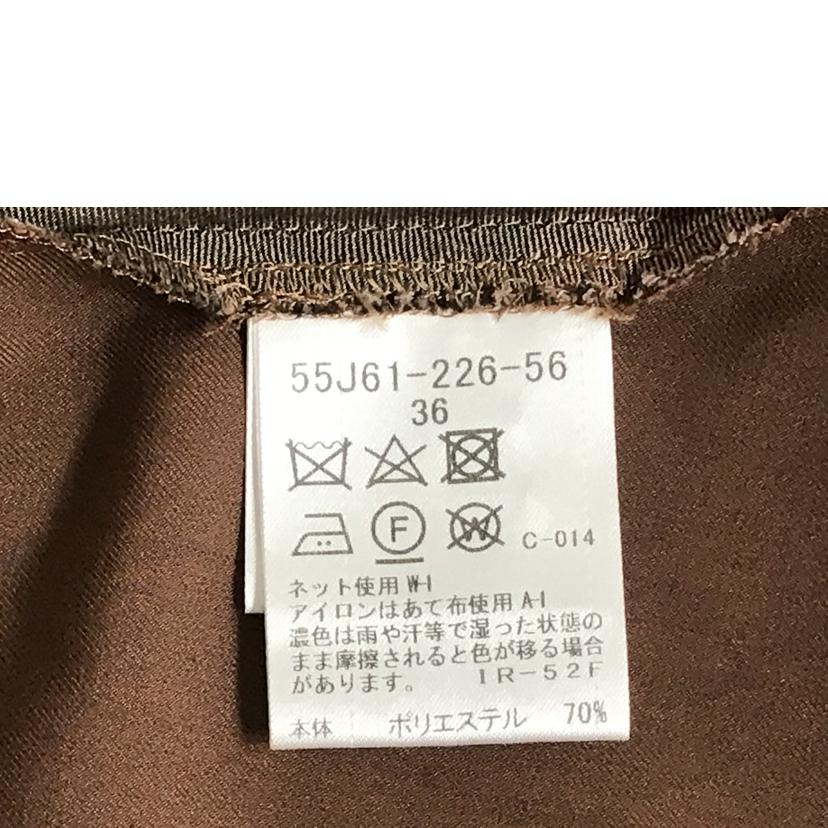 55J61-226-56
36
F W C-014
ネット使用 W-I
アイロンはあて布使用 A-I
濃色は雨や汗等で湿った状態の
まま摩擦されると色が移る場合
があります。 IR-52F
本体 ポリエステル 70%